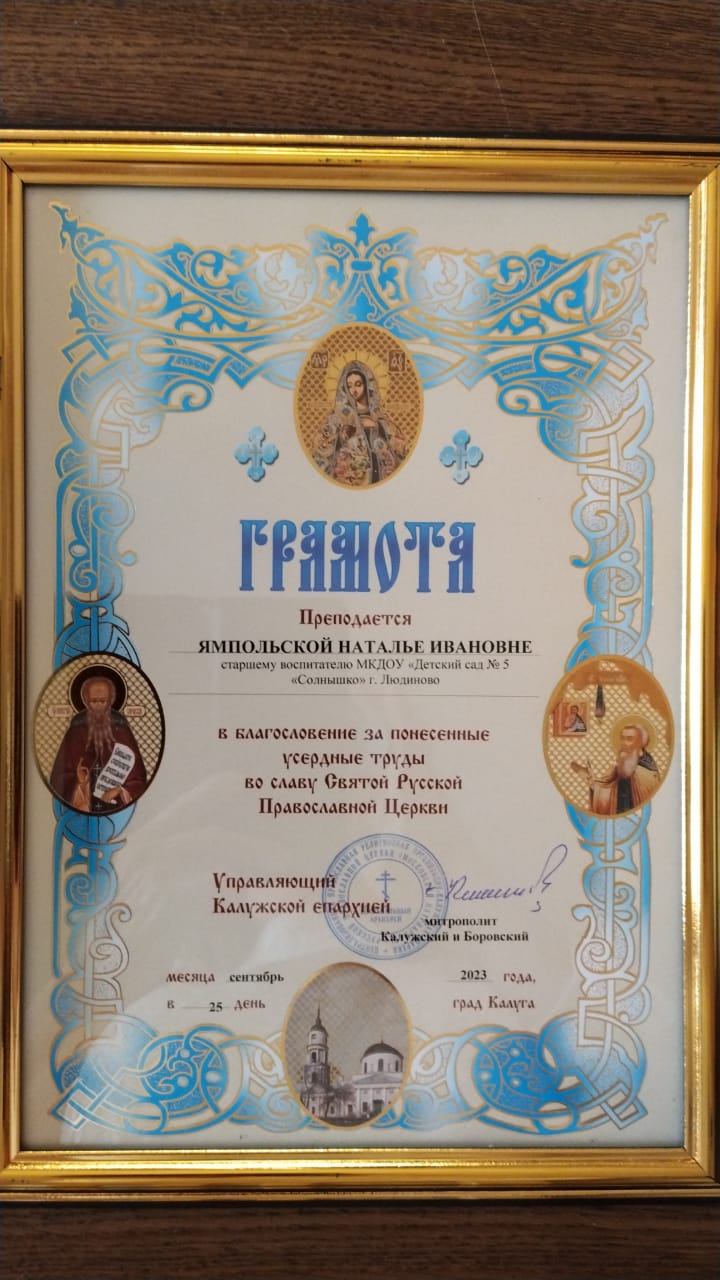 ГРАМОТА
Преподается
ЯМПОЛЬСКОЙ НАТАЛЬЕ ИВАНОВНЕ
старшему воспитателю МКДОУ «Детский сад № 5
«Солнышко» г. Людиново
в благословение за понесенные
усердные труды
во славу Святой Русской
Православной Церкви
Управляющий
Калужской епархией
митрополит
Калужский и Боровский
месяца сентябрь 2023 года,
в 25 день град Калуга